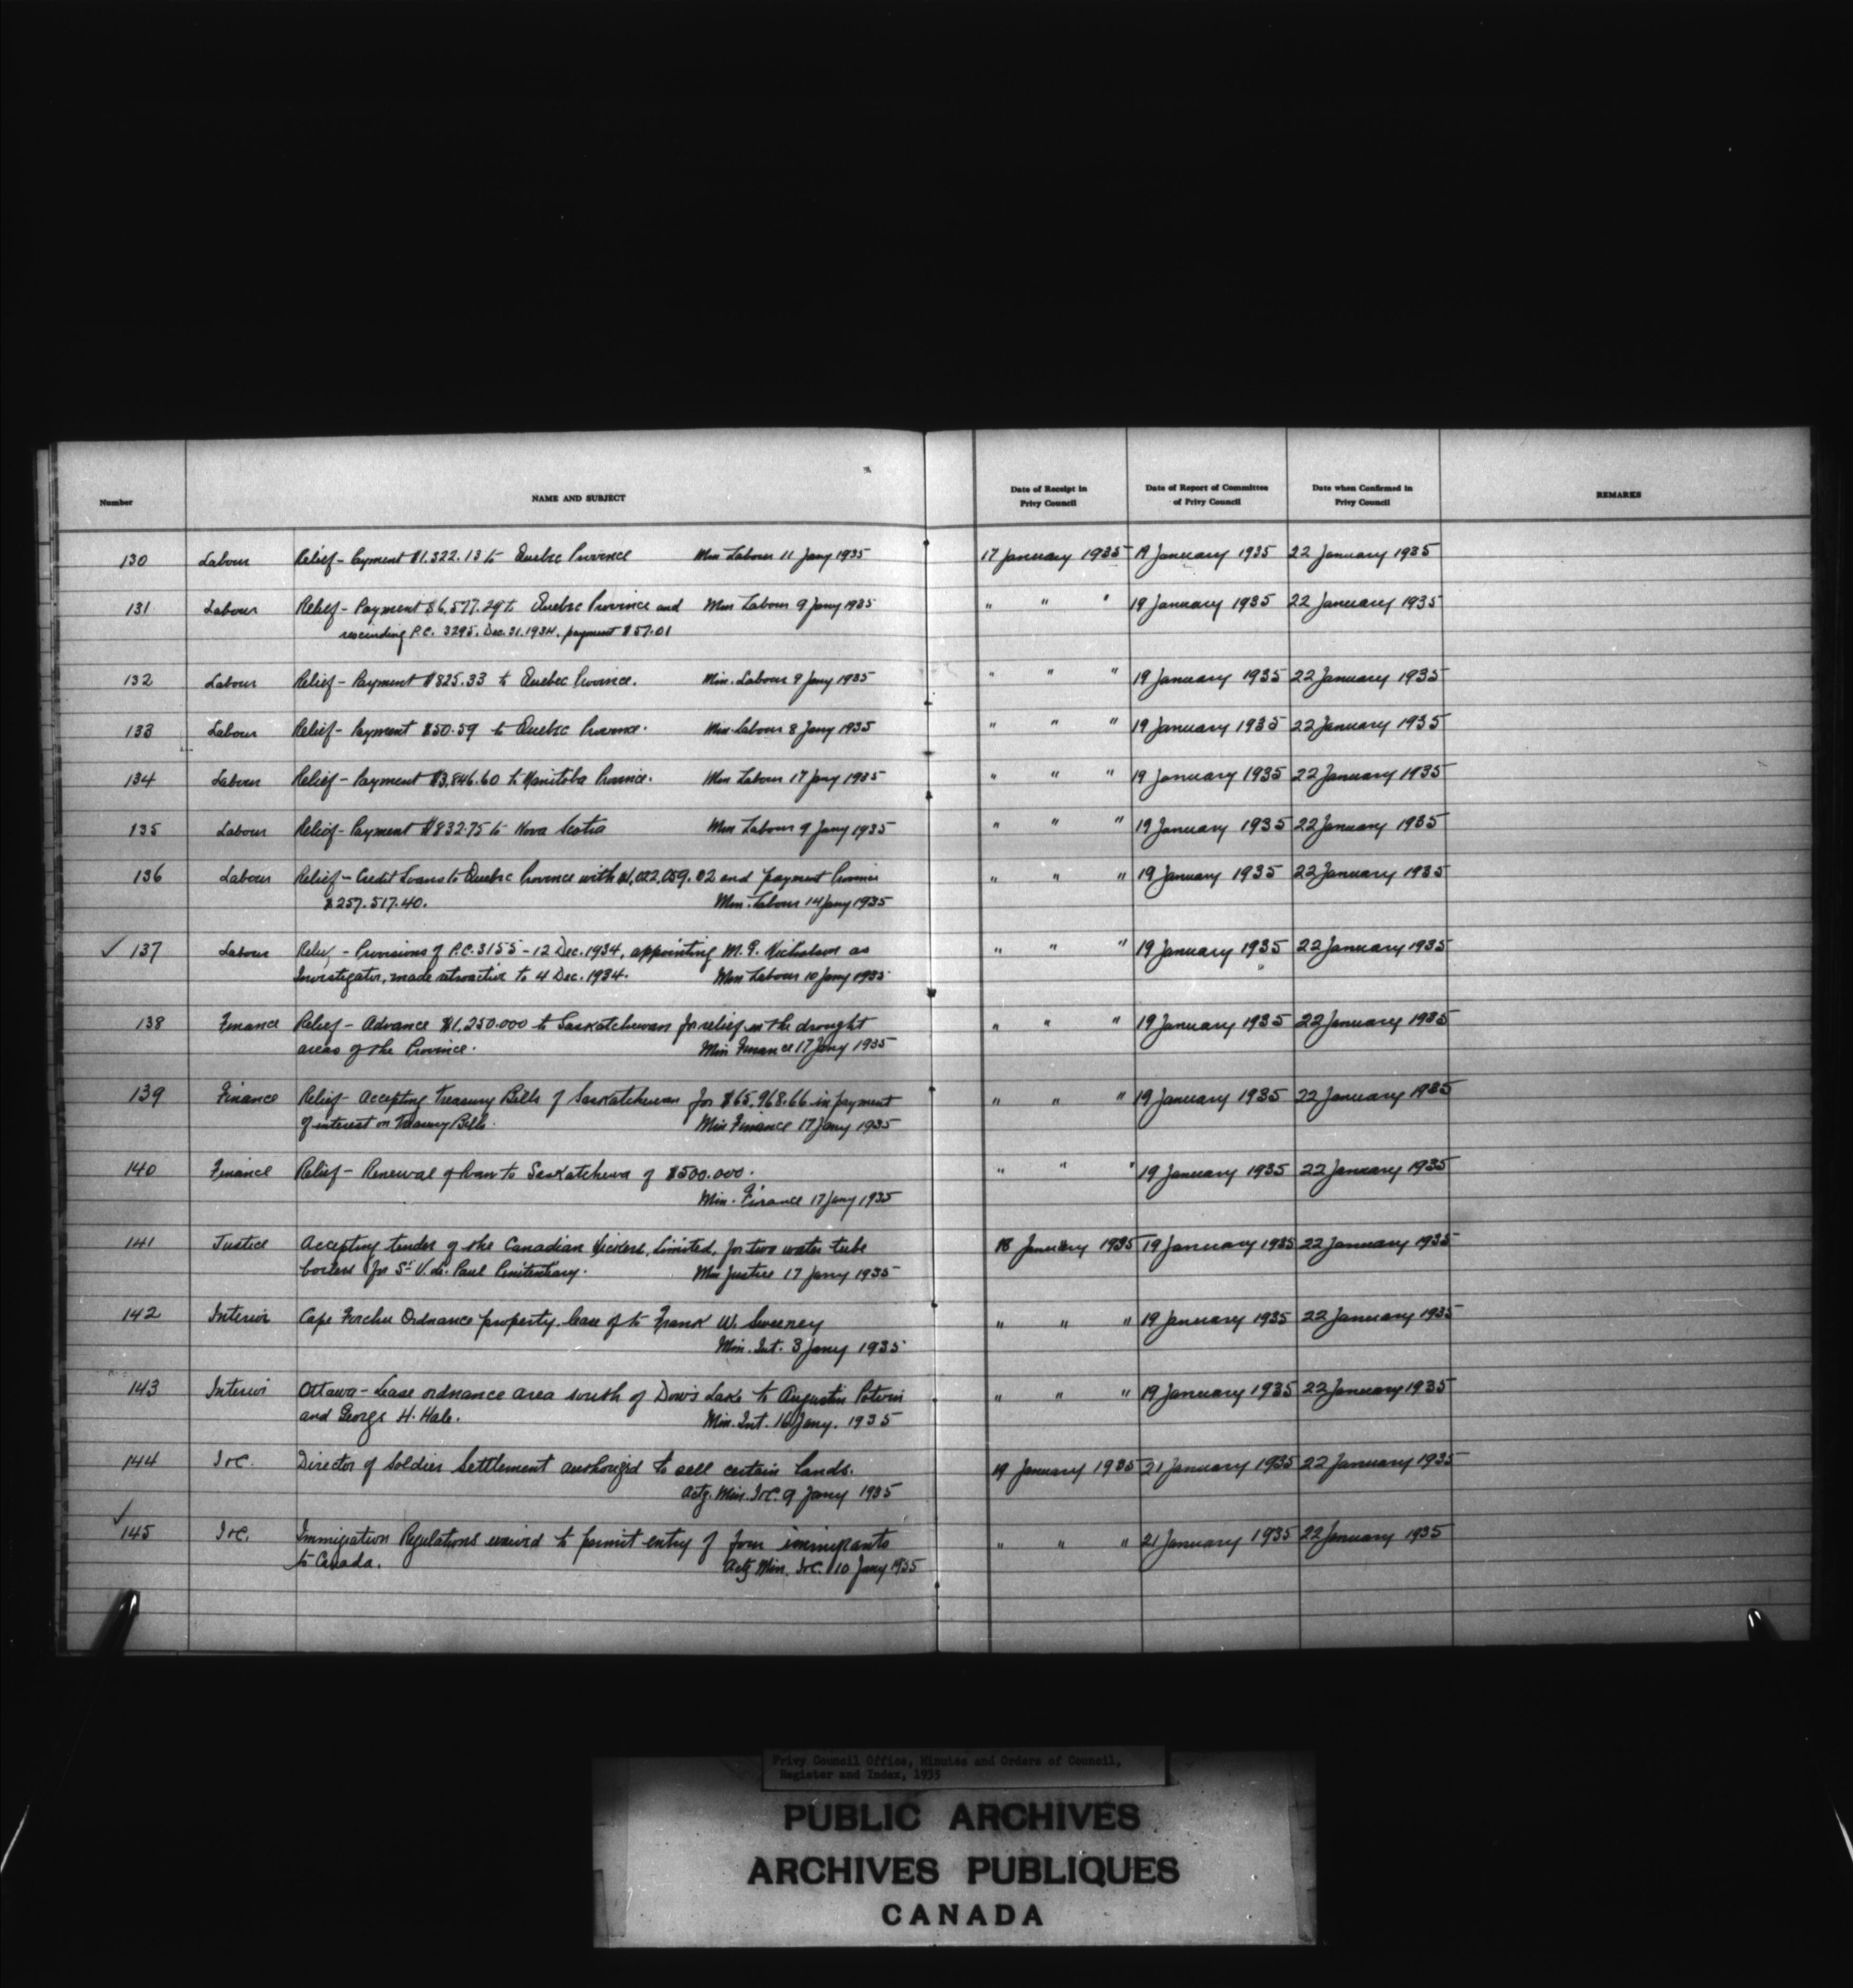 Number NAME AND SUBJECT Date of Receipt in Privy Council Date of Report of Committee of Privy Council Date when Confirmed in Privy Council REMARKS
130 Labour Relief - Payment $1.322.13 to Quebec Province Min Labour 11 Jany 1935 17 January 1935 19 January 1935 22 January 1935
131 Labour Relief - Payment $6,577.29 to Quebec Province and Min Labour 9 Jany 1935 " " " 19 January 1935 22 January 1935
rescinding P.C. 3295. Dec. 31. 1934. payment $57.01
132 Labour Relief - Payment $825.33 to Quebec Province. Min. Labour 9 Jany 1935 " " " 19 January 1935 22 January 1935
133 Labour Relief - Payment $50.59 to Quebec Province. Min. Labour 8 Jany 1935 " " " 19 January 1935 22 January 1935
134 Labour Relief - Payment $3,846.60 to Manitoba Province. Min Labour 17 Jany 1935 " " " 19 January 1935 22 January 1935
135 Labour Relief - Payment $832.75 to Nova Scotia Min Labour 9 Jany 1935 " " " 19 January 1935 22 January 1935
136 Labour Relief - Credit Loans to Quebec Province with $1,022,059.02 and payment Province " " " 19 January 1935 22 January 1935
$257.517.40. Min. Labour 14 Jany 1935
✓ 137 Labour Relief - Provisions of P.C. 3155 - 12 Dec. 1934, appointing M. G. Nicholson as " " " 19 January 1935 22 January 1935
Investigator, made retroactive to 4 Dec. 1934. Min Labour 10 Jany 1935
138 Finance Relief - Advance $1,250.000 to Saskatchewan for relief in the drought " " " 19 January 1935 22 January 1935
areas of the Province. Min Finance 17 Jany 1935
139 Finance Relief - Accepting Treasury Bills of Saskatchewan for $65,968.66 in payment " " " 19 January 1935 22 January 1935
of interest on Treasury Bills. Min Finance 17 Jany 1935
140 Finance Relief - Renewal of loan to Saskatchewa of $500.000. " " " 19 January 1935 22 January 1935
Min. Finance 17 Jany 1935
141 Justice Accepting tender of the Canadian Vickers, Limited, for two water tube 18 January 1935 19 January 1935 22 January 1935
boilers for St. V. de Paul Penitentiary. Min Justice 17 Jany 1935
142 Interior Cape Forchu Ordnance property. lease of to Frank W. Sweeney " " " 19 January 1935 22 January 1935
Min. Int. 3 Jany 1935
143 Interior Ottawa - Lease ordnance area south of Dow's Lake to Augustin Potvin " " " 19 January 1935 22 January 1935
and George H. Hale. Min. Int. 16 Jany. 1935
144 I & C. Director of Soldier Settlement authorized to sell certain lands. 19 January 1935 21 January 1935 22 January 1935
Actg. Min. I & C. 9 Jany 1935
✓ 145 I & C. Immigration Regulations waived to permit entry of four immigrants " " " 21 January 1935 22 January 1935
to Canada. Actg Min. I & C. 10 Jany 1935
Privy Council Office, Minutes and Orders of Council,
Register and Index, 1935
PUBLIC ARCHIVES
ARCHIVES PUBLIQUES
CANADA